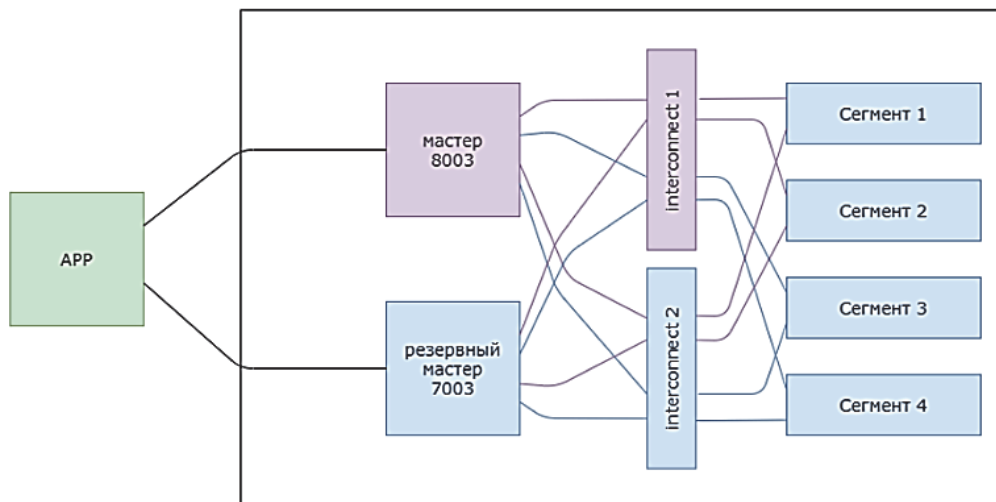 APP
мастер
8003
резервный
мастер
7003
interconnect 1
interconnect 2
Сегмент 1
Сегмент 2
Сегмент 3
Сегмент 4